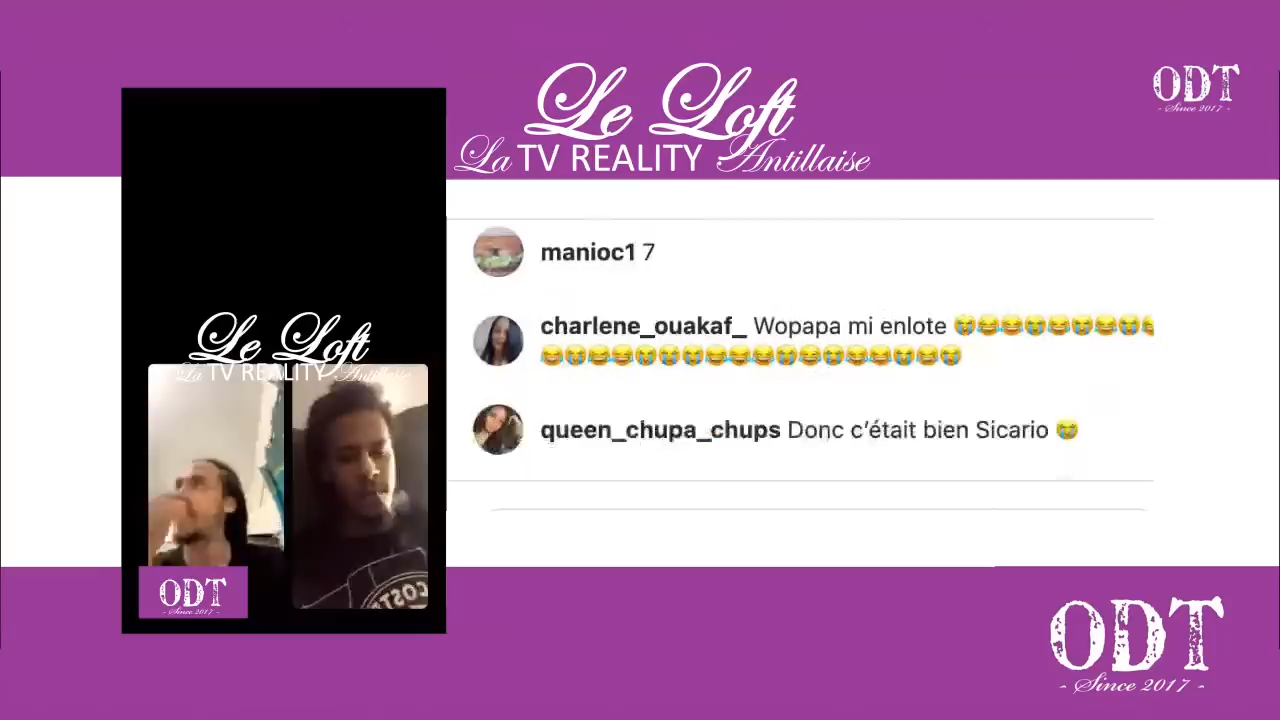 Le Loft
La TV REALITY Antillaise
ODT
- Since 2017 -
manioc1 7
charlene_ouakaf_ Wopapa mi enlote 😭😂😂😭😂😭😂😭😂
😂😭😂😂😭😭😭😂😂😂😭😂😭😂😂😭😂😭
queen_chupa_chups Donc c’était bien Sicario 😭
Le Loft
La TV REALITY Antillaise
ODT
- Since 2017 -
ODT
- Since 2017 -